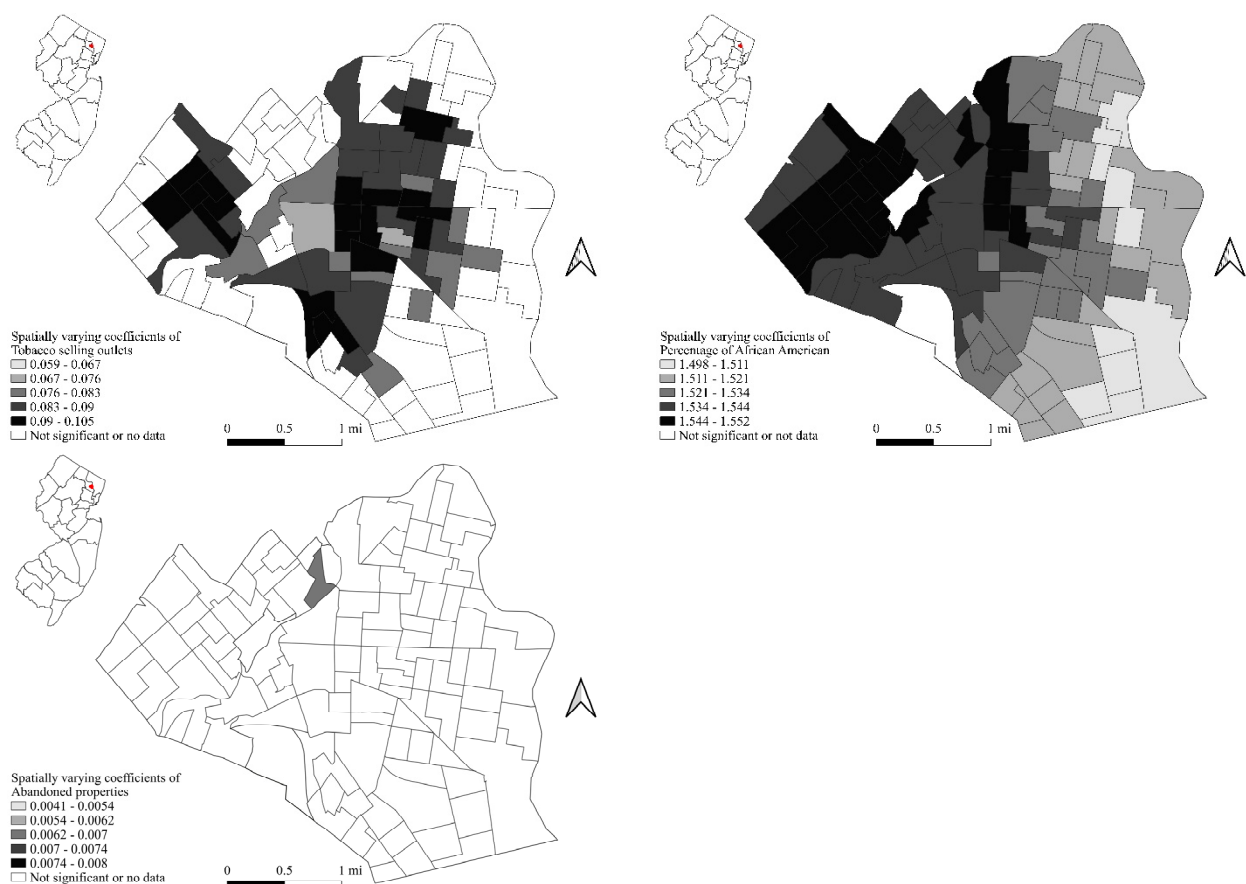 Spatially varying coefficients of
Tobacco selling outlets
0.059 - 0.067
0.067 - 0.076
0.076 - 0.083
0.083 - 0.09
0.09 - 0.105
Not significant or no data
0 0.5 1 mi
Spatially varying coefficients of
Percentage of African American
1.498 - 1.511
1.511 - 1.521
1.521 - 1.534
1.534 - 1.544
1.544 - 1.552
Not significant or not data
0 0.5 1 mi
Spatially varying coefficients of
Abandoned properties
0.0041 - 0.0054
0.0054 - 0.0062
0.0062 - 0.007
0.007 - 0.0074
0.0074 - 0.008
Not significant or no data
0 0.5 1 mi